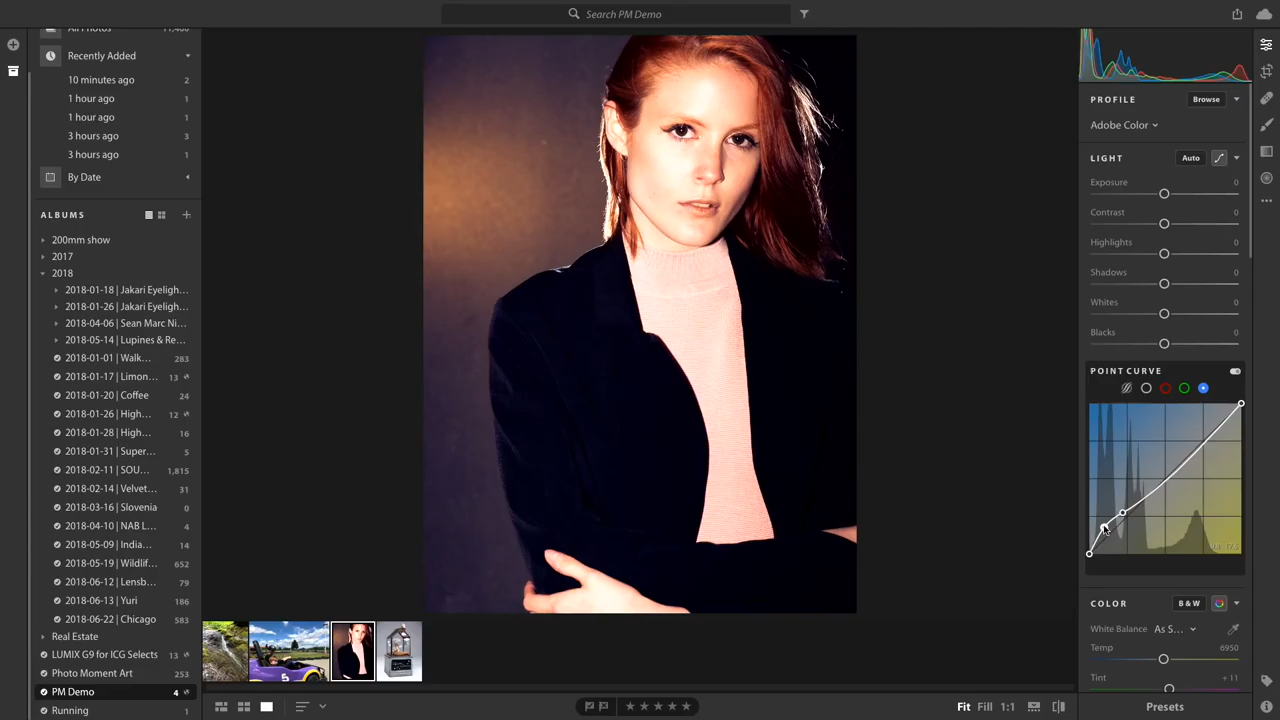 Search PM Demo
All Photos 11,400
Recently Added
10 minutes ago 2
1 hour ago 1
1 hour ago 1
3 hours ago 3
3 hours ago 1
By Date
ALBUMS
200mm show
2017
2018
2018-01-18 | Jakari Eyeligh...
2018-01-26 | Jakari Eyeligh...
2018-04-06 | Sean Marc Ni...
2018-05-14 | Lupines & Re...
2018-01-01 | Walk... 283
2018-01-17 | Limon... 13
2018-01-20 | Coffee 24
2018-01-26 | High... 12
2018-01-28 | High... 16
2018-01-31 | Super... 5
2018-02-11 | SOU... 1,815
2018-02-14 | Velvet... 31
2018-03-16 | Slovenia 0
2018-04-10 | NAB L... 4
2018-05-09 | India... 14
2018-05-19 | Wildlif... 652
2018-06-12 | Lensb... 79
2018-06-13 | Yuri 186
2018-06-22 | Chicago 583
Real Estate
LUMIX G9 for ICG Selects 13
Photo Moment Art 253
PM Demo 4
Running 1
5
PROFILE Browse
Adobe Color
LIGHT Auto
Exposure 0
Contrast 0
Highlights 0
Shadows 0
Whites 0
Blacks 0
POINT CURVE
COLOR B&W
White Balance As S...
Temp 6950
Tint + 11
Fit Fill 1:1
Presets